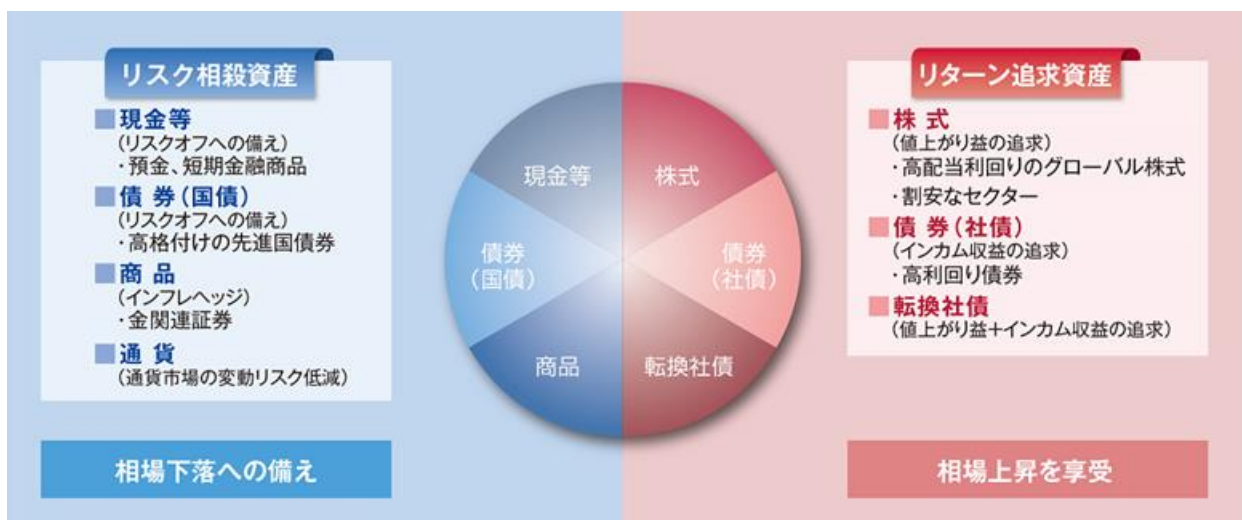 リスク相殺資産
■現金等
（リスクオフへの備え）
・預金、短期金融商品
■債 券（国債）
（リスクオフへの備え）
・高格付けの先進国債券
■商 品
（インフレヘッジ）
・金関連証券
■通 貨
（通貨市場の変動リスク低減）
相場下落への備え
現金等
株式
債券
（国債）
債券
（社債）
商品
転換社債
リターン追求資産
■株 式
（値上がり益の追求）
・高配当利回りのグローバル株式
・割安なセクター
■債 券（社債）
（インカム収益の追求）
・高利回り債券
■転換社債
（値上がり益＋インカム収益の追求）
相場上昇を享受